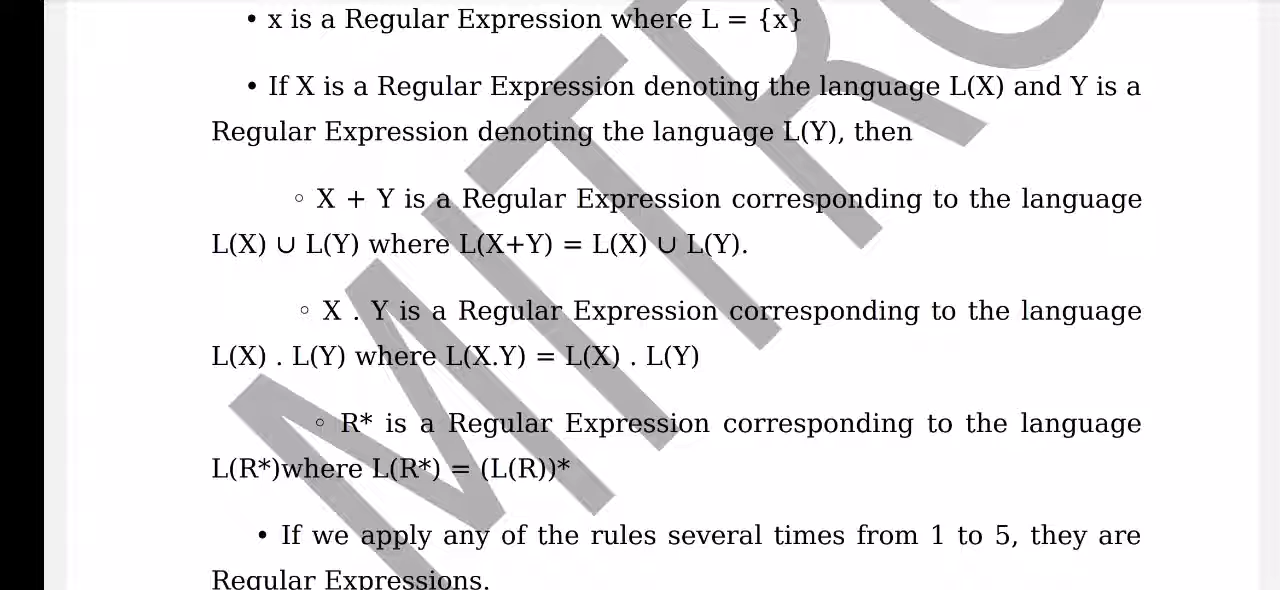 • x is a Regular Expression where L = {x}
• If X is a Regular Expression denoting the language L(X) and Y is a
Regular Expression denoting the language L(Y), then
◦ X + Y is a Regular Expression corresponding to the language
L(X) ∪ L(Y) where L(X+Y) = L(X) ∪ L(Y).
◦ X . Y is a Regular Expression corresponding to the language
L(X) . L(Y) where L(X.Y) = L(X) . L(Y)
◦ R* is a Regular Expression corresponding to the language
L(R*)where L(R*) = (L(R))*
• If we apply any of the rules several times from 1 to 5, they are
Regular Expressions.